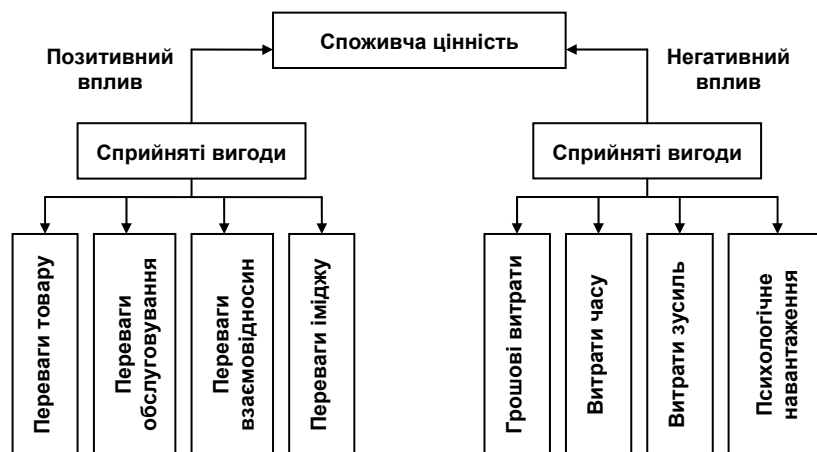 Споживча цінність
Позитивний
вплив
Негативний
вплив
Сприйняті вигоди
Сприйняті вигоди
Переваги товару
Переваги
обслуговування
Переваги
взаємовідносин
Переваги іміджу
Грошові витрати
Витрати часу
Витрати зусиль
Психологічне
навантаження